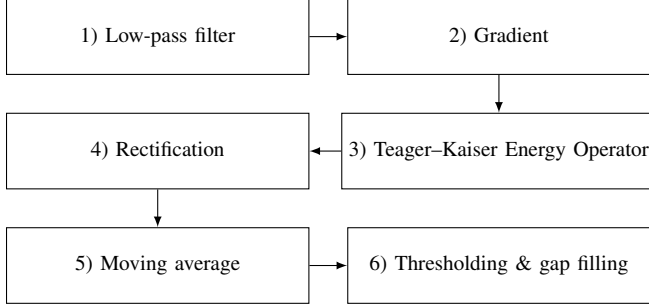 1) Low-pass filter
2) Gradient
3) Teager–Kaiser Energy Operator
4) Rectification
5) Moving average
6) Thresholding & gap filling